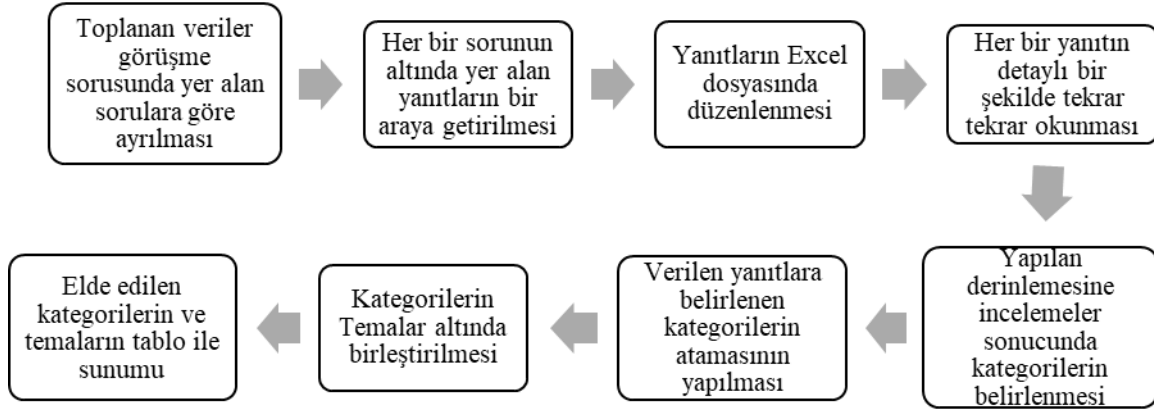 Toplanan veriler
görüşme
sorusunda yer alan
sorulara göre
ayrılması
Her bir sorunun
altında yer alan
yanıtların bir
araya getirilmesi
Yanıtların Excel
dosyasında
düzenlenmesi
Her bir yanıtın
detaylı bir
şekilde tekrar
tekrar okunması
Yapılan
derinlemesine
incelemeler
sonucunda
kategorilerin
belirlenmesi
Verilen yanıtlara
belirlenen
kategorilerin
atamasının
yapılması
Kategorilerin
Temalar altında
birleştirilmesi
Elde edilen
kategorilerin ve
temaların tablo ile
sunumu